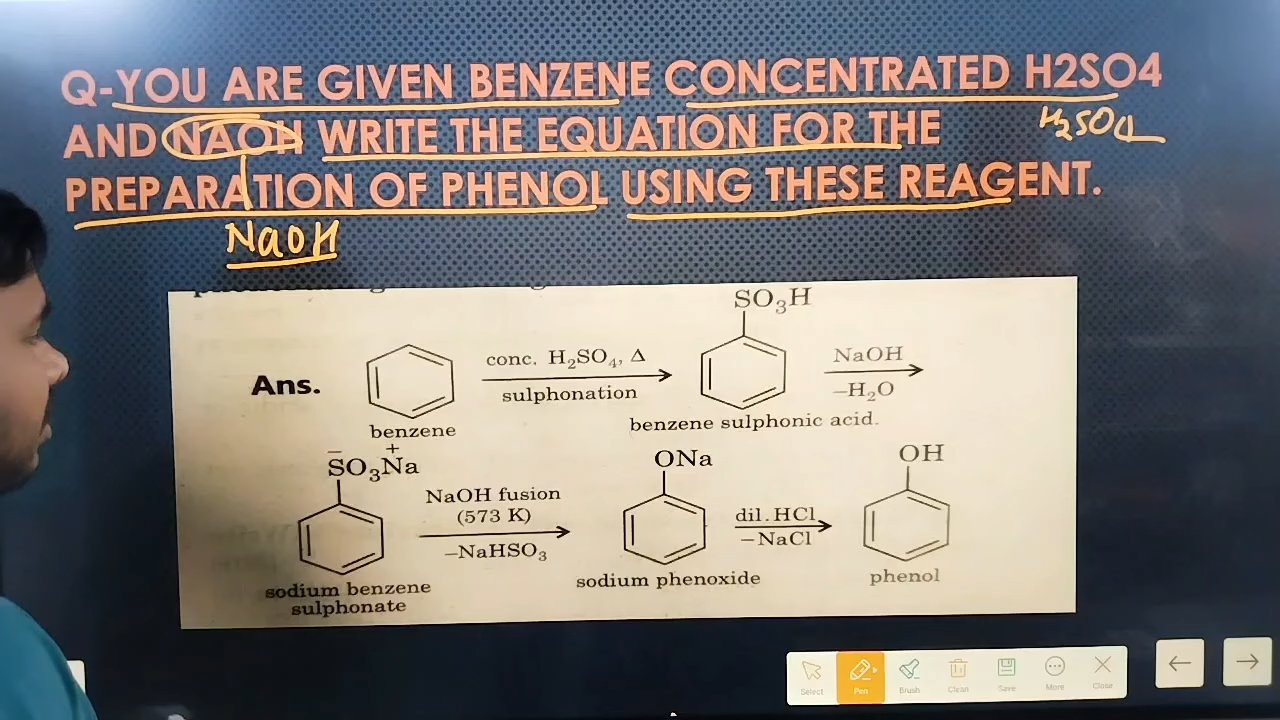 Q-YOU ARE GIVEN BENZENE CONCENTRATED H2SO4
H₂SO₄
AND NAOH WRITE THE EQUATION FOR THE
PREPARATION OF PHENOL USING THESE REAGENT.
NaOH
SO₃H
conc. H₂SO₄, Δ
NaOH
Ans.
sulphonation
–H₂O
benzene
benzene sulphonic acid.
S̄O₃N⁺a
ONa
OH
NaOH fusion
(573 K)
dil. HCl
–NaHSO₃
–NaCl
sodium benzene
sulphonate
sodium phenoxide
phenol
Select
Pen
Brush
Clean
Save
More
Close